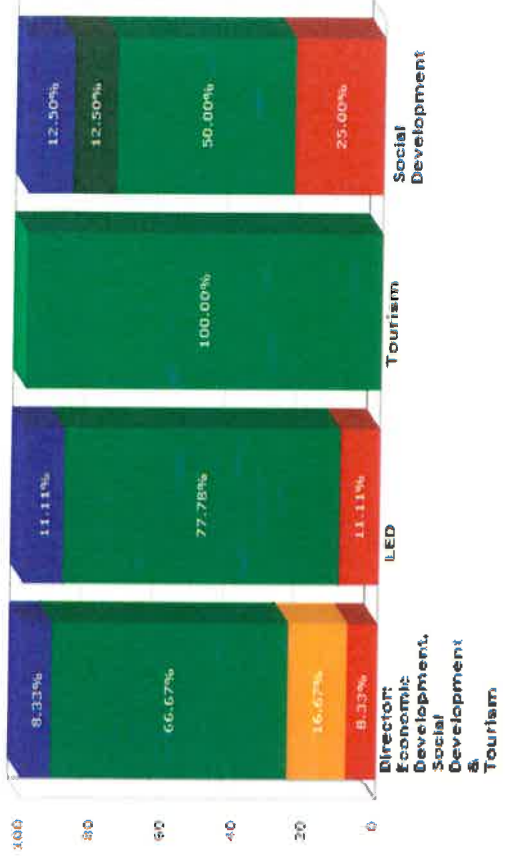 100
80
60
40
20
0
8.33%
66.67%
16.67%
8.33%
11.11%
77.78%
11.11%
100.00%
12.50%
12.50%
50.00%
25.00%
Director:
Economic
Development,
Social
Development
&
Tourism
LED
Tourism
Social
Development